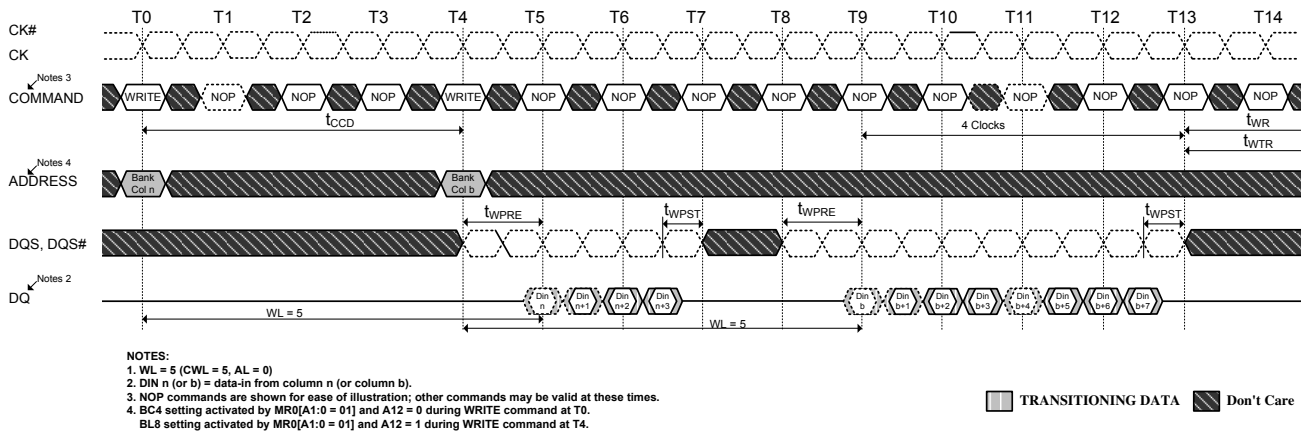 T0 T1 T2 T3 T4 T5 T6 T7 T8 T9 T10 T11 T12 T13 T14
CK#
CK
Notes 3
COMMAND
WRITE NOP NOP NOP WRITE NOP NOP NOP NOP NOP NOP NOP NOP NOP NOP
tCCD
4 Clocks
tWR
tWTR
Notes 4
ADDRESS
Bank Col n
Bank Col b
tWPRE tWPST tWPRE tWPST
DQS, DQS#
Notes 2
DQ
Din n Din n+1 Din n+2 Din n+3 Din b Din b+1 Din b+2 Din b+3 Din b+4 Din b+5 Din b+6 Din b+7
WL = 5
WL = 5
NOTES:
1. WL = 5 (CWL = 5, AL = 0)
2. DIN n (or b) = data-in from column n (or column b).
3. NOP commands are shown for ease of illustration; other commands may be valid at these times.
4. BC4 setting activated by MR0[A1:0 = 01] and A12 = 0 during WRITE command at T0.
BL8 setting activated by MR0[A1:0 = 01] and A12 = 1 during WRITE command at T4.
TRANSITIONING DATA
Don't Care